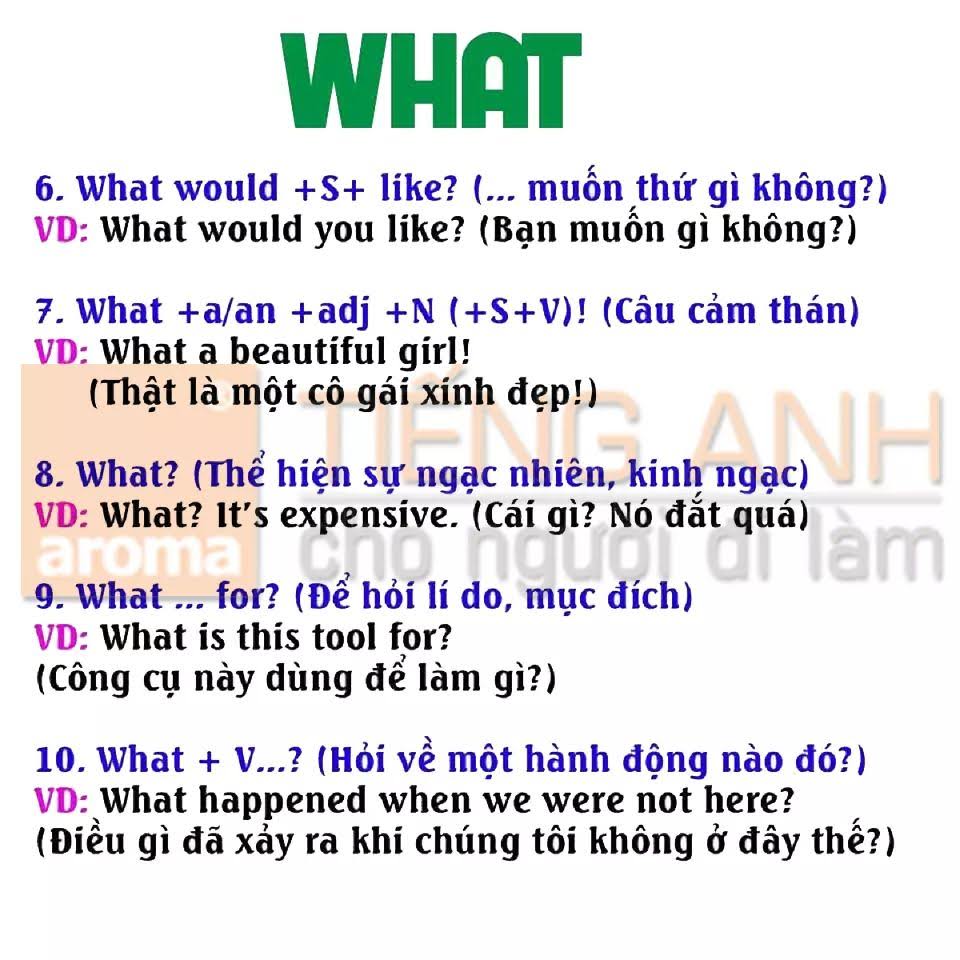 WHAT
6. What would +S+ like? (... muốn thứ gì không?)
VD: What would you like? (Bạn muốn gì không?)
7. What +a/an +adj +N (+S+V)! (Câu cảm thán)
VD: What a beautiful girl!
(Thật là một cô gái xinh đẹp!)
TIẾNG ANH
8. What? (Thể hiện sự ngạc nhiên, kinh ngạc)
VD: What? It's expensive. (Cái gì? Nó đắt quá)
aroma cho người đi làm
9. What ... for? (Để hỏi lí do, mục đích)
VD: What is this tool for?
(Công cụ này dùng để làm gì?)
10. What + V...? (Hỏi về một hành động nào đó?)
VD: What happened when we were not here?
(Điều gì đã xảy ra khi chúng tôi không ở đây thế?)